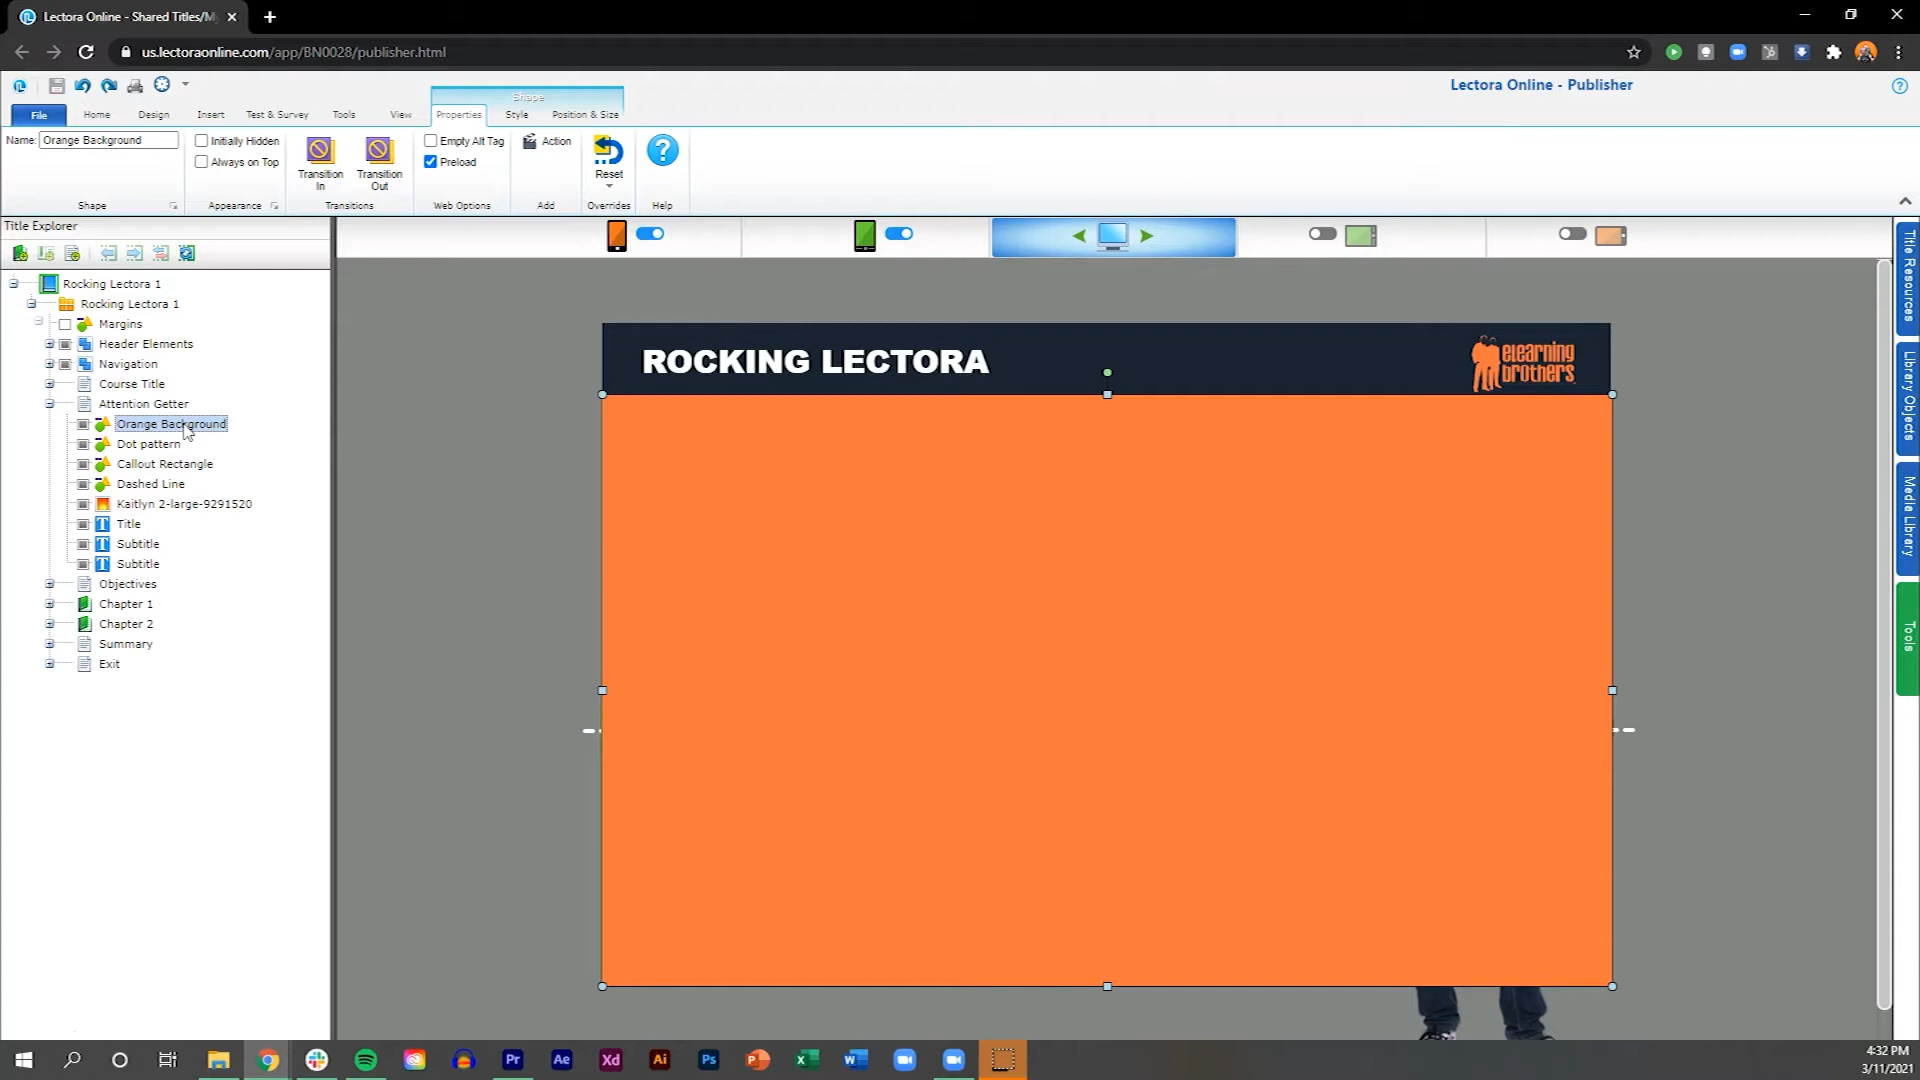 Lectora Online - Shared Titles/M
us.lectoraonline.com/app/BN0028/publisher.html
Lectora Online - Publisher
Shape
File
Home
Design
Insert
Test & Survey
Tools
View
Properties
Style
Position & Size
Name: Orange Background
Initially Hidden
Always on Top
Transition In
Transition Out
Empty Alt Tag
Preload
Action
Reset
Shape
Appearance
Transitions
Web Options
Add
Overrides
Help
Title Explorer
Rocking Lectora 1
Rocking Lectora 1
Margins
Header Elements
Navigation
Course Title
Attention Getter
Orange Background
Dot pattern
Callout Rectangle
Dashed Line
Kaitlyn 2-large-9291520
Title
Subtitle
Subtitle
Objectives
Chapter 1
Chapter 2
Summary
Exit
ROCKING LECTORA
eLearning
brothers
Title Resources
Library Objects
Media Library
Tools
Pr
Ae
Xd
Ai
Ps
4:32 PM
3/11/2021